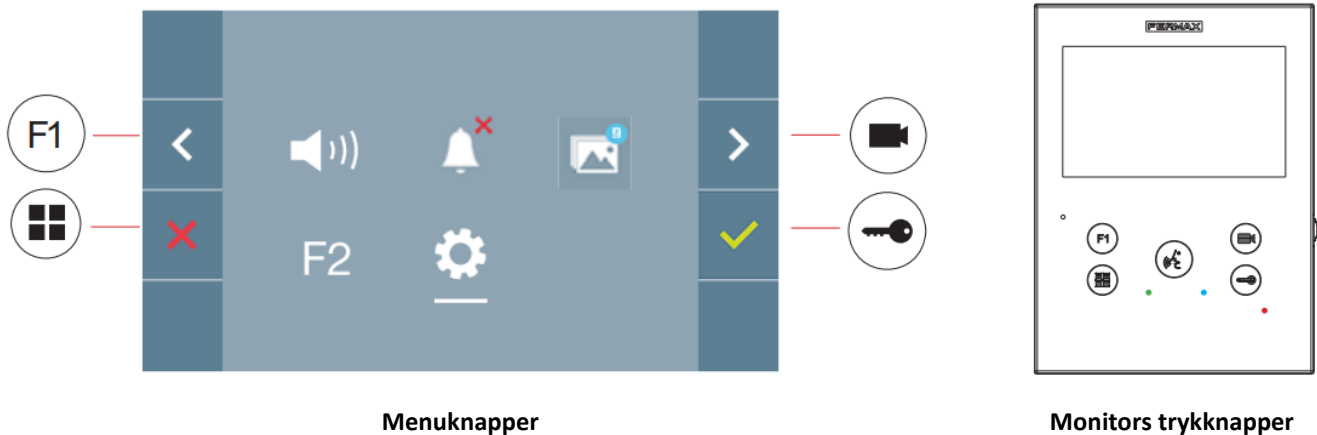 FERMAX
F1
F2
F1
Menuknapper
Monitors trykknapper